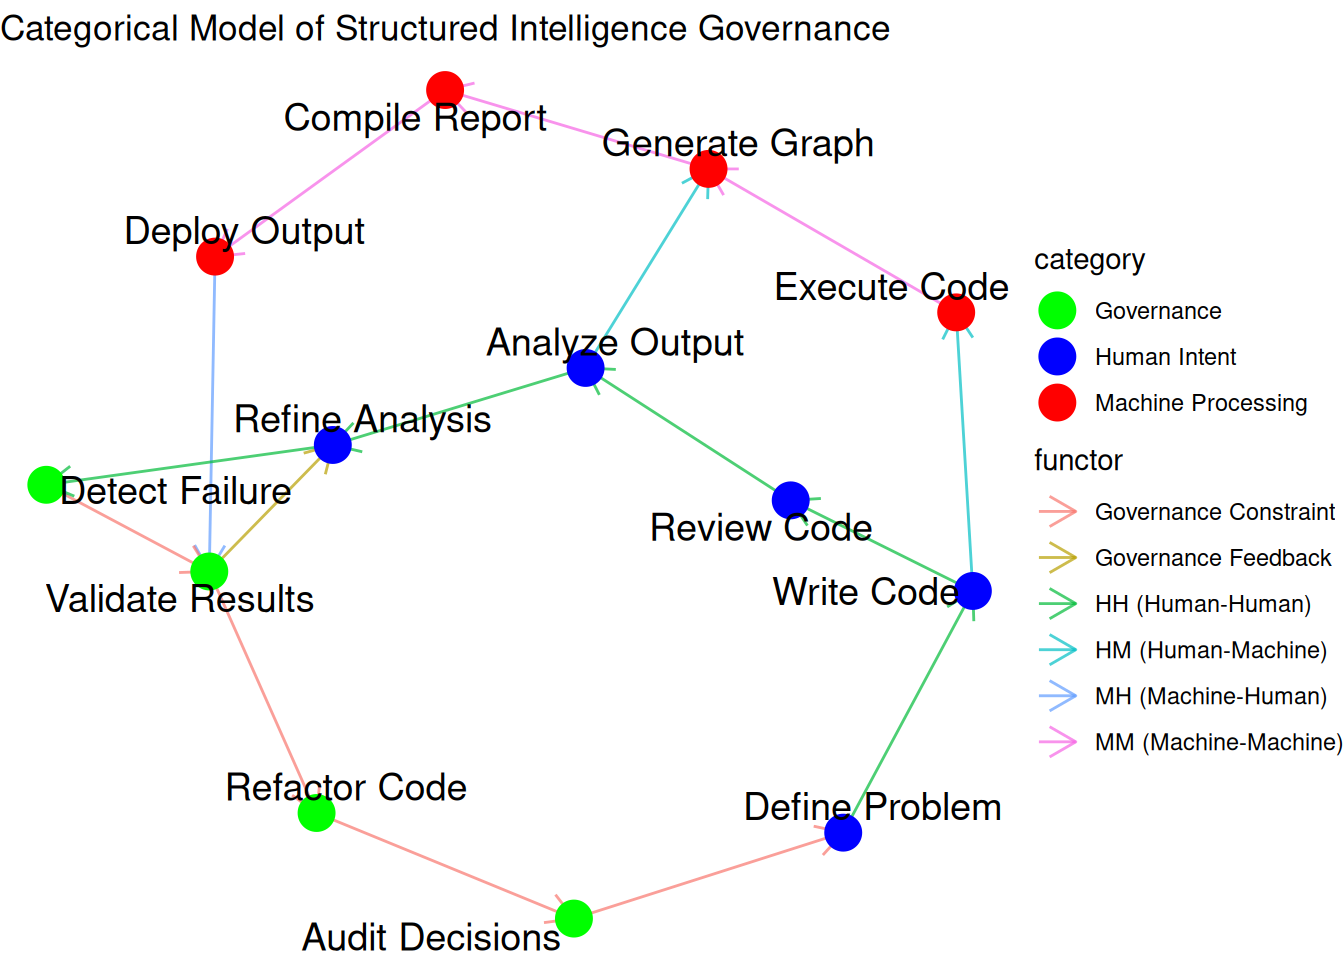 Categorical Model of Structured Intelligence Governance
Compile Report
Generate Graph
Deploy Output
Execute Code
Analyze Output
Refine Analysis
Detect Failure
Review Code
Validate Results
Write Code
Refactor Code
Define Problem
Audit Decisions
category
Governance
Human Intent
Machine Processing
functor
Governance Constraint
Governance Feedback
HH (Human-Human)
HM (Human-Machine)
MH (Machine-Human)
MM (Machine-Machine)